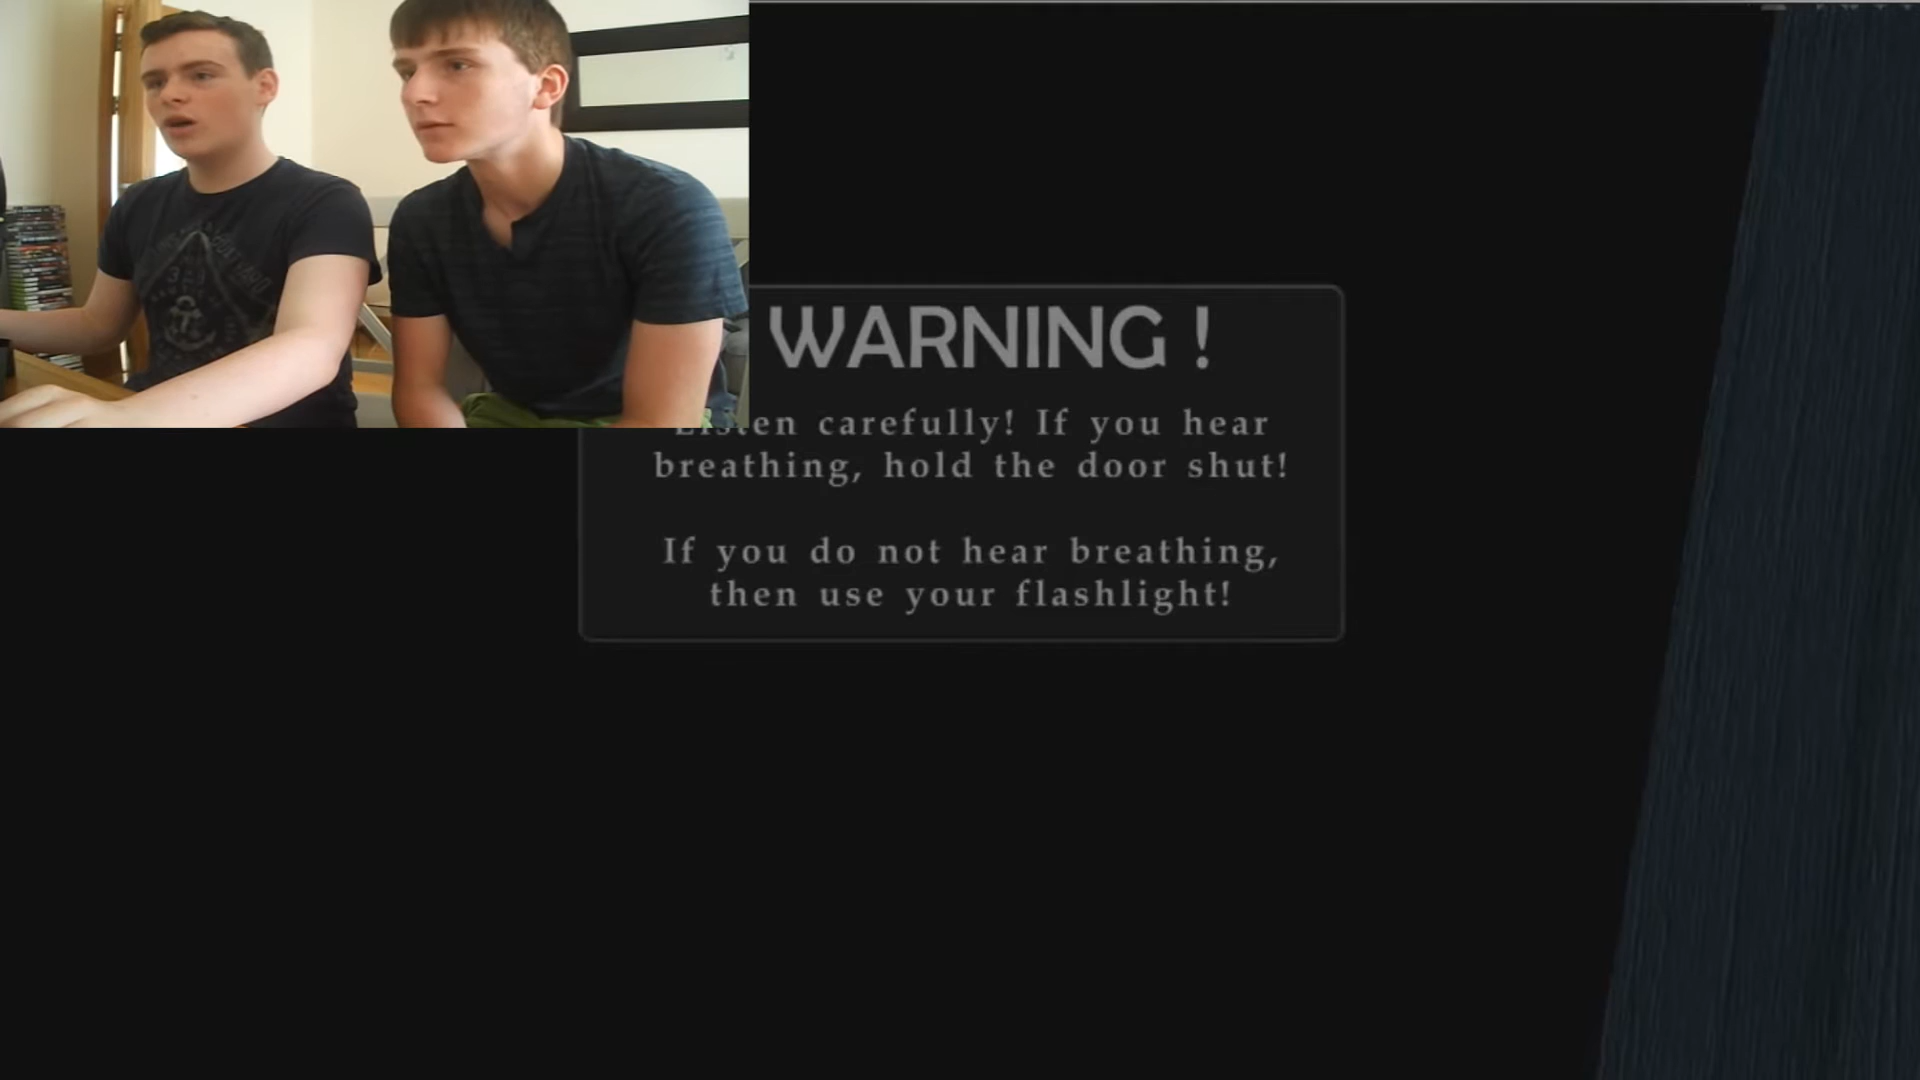 WARNING !
Listen carefully! If you hear
breathing, hold the door shut!
If you do not hear breathing,
then use your flashlight!